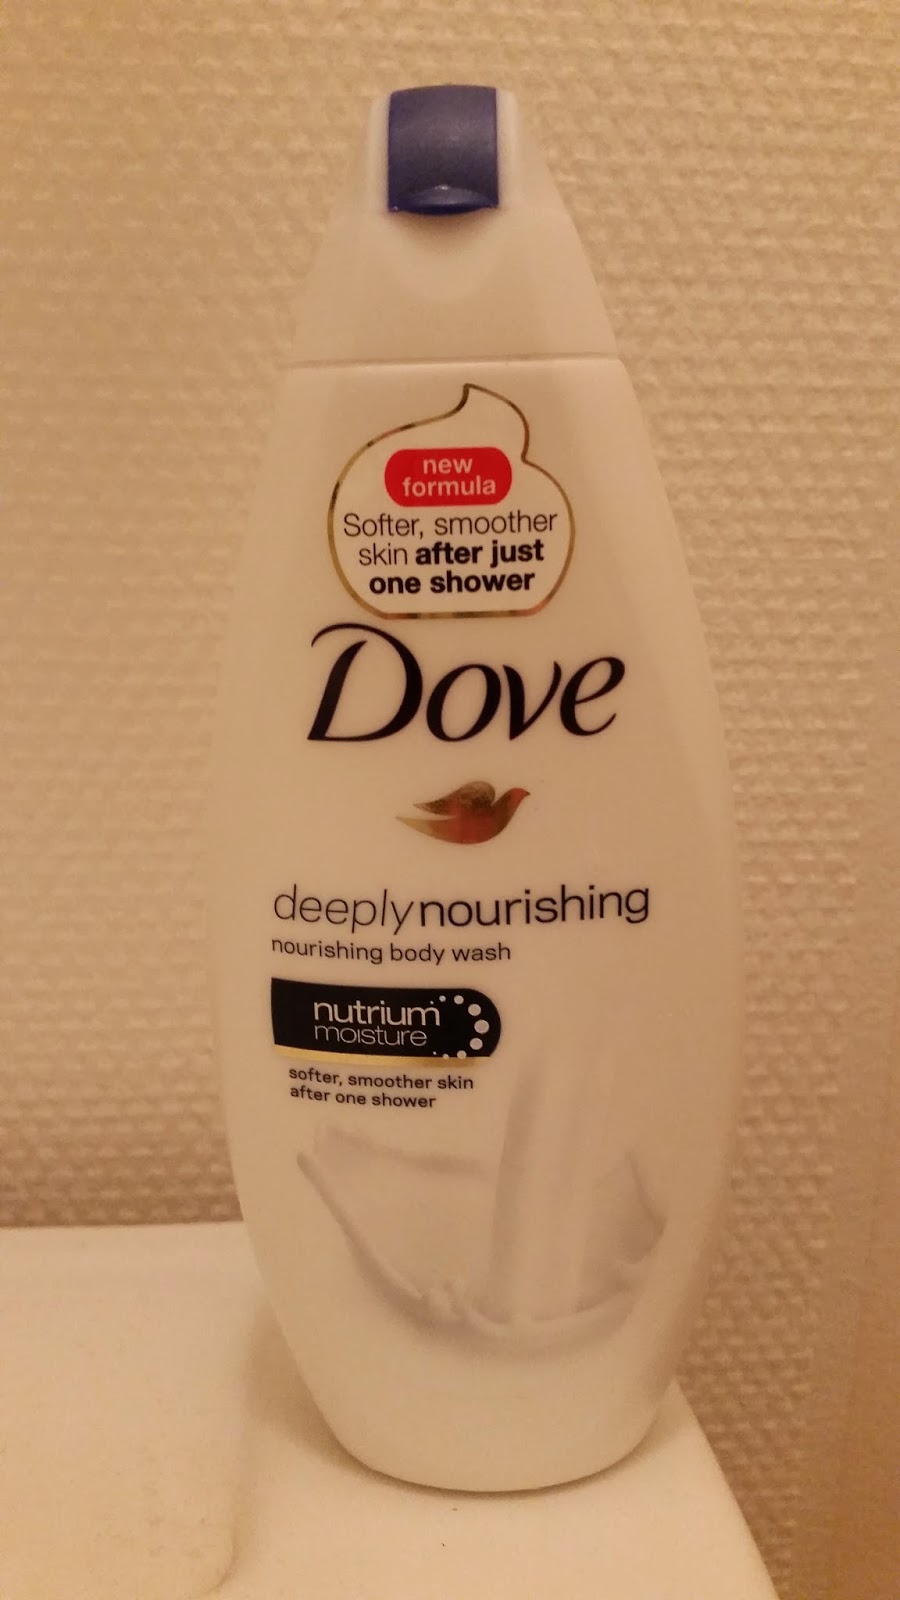 new
formula
Softer, smoother
skin after just
one shower
Dove
deeplynourishing
nourishing body wash
nutrium
moisture
softer, smoother skin
after one shower